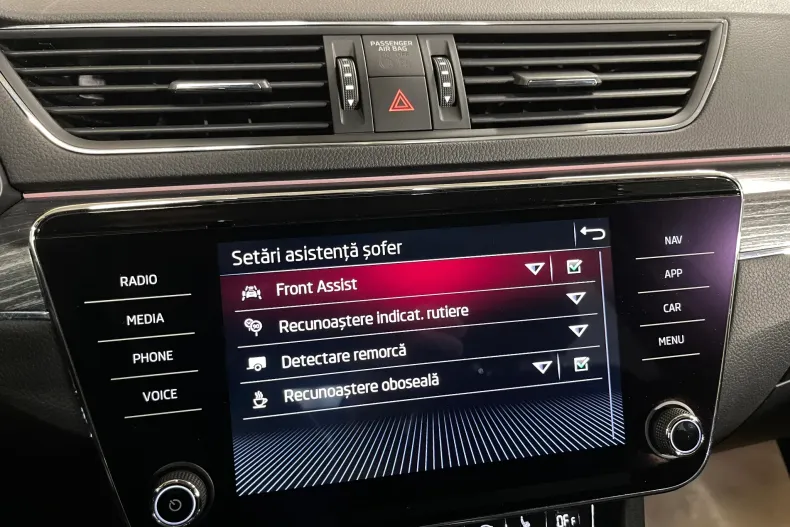 PASSENGER
AIR BAG
Setări asistență șofer
Front Assist
Recunoaștere indicat. rutiere
Detectare remorcă
Recunoaștere oboseală
RADIO
MEDIA
PHONE
VOICE
NAV
APP
CAR
MENU
OFF